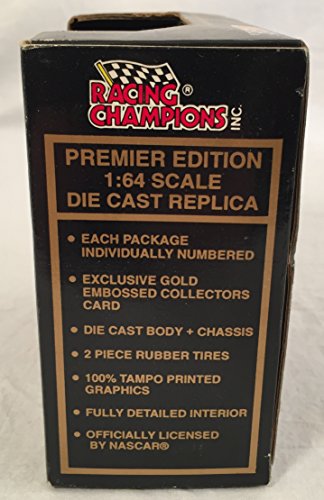 RACING®
CHAMPIONS INC.
PREMIER EDITION
1:64 SCALE
DIE CAST REPLICA
• EACH PACKAGE
INDIVIDUALLY NUMBERED
• EXCLUSIVE GOLD
EMBOSSED COLLECTORS
CARD
• DIE CAST BODY + CHASSIS
• 2 PIECE RUBBER TIRES
• 100% TAMPO PRINTED
GRAPHICS
• FULLY DETAILED INTERIOR
• OFFICIALLY LICENSED
BY NASCAR®